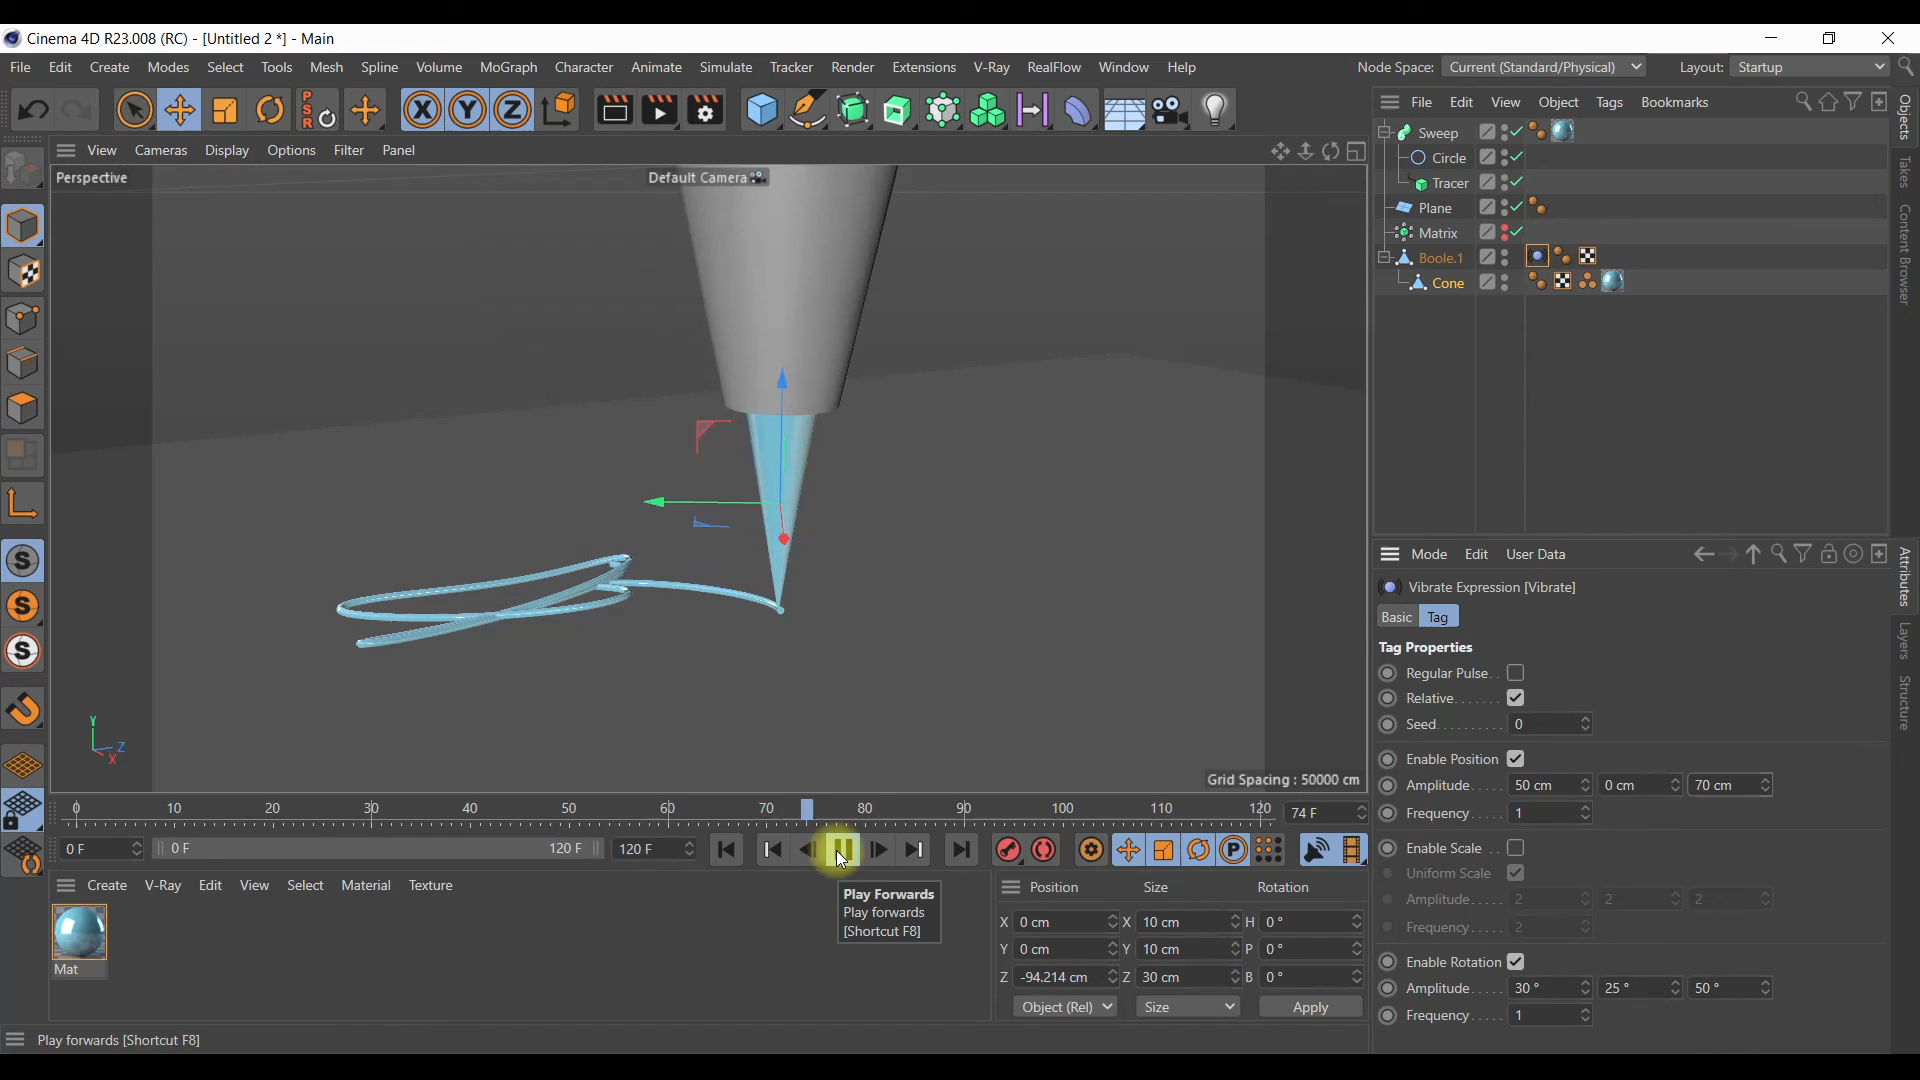 Cinema 4D R23.008 (RC) - [Untitled 2 *] - Main
File Edit Create Modes Select Tools Mesh Spline Volume MoGraph Character Animate Simulate Tracker Render Extensions V-Ray RealFlow Window Help Node Space: Current (Standard/Physical) Layout: Startup
PSR X Y Z
File Edit View Object Tags Bookmarks
View Cameras Display Options Filter Panel
Perspective
Default Camera
Sweep
Circle
Tracer
Plane
Matrix
Boole.1
Cone
Objects
Takes
Content Browser
Mode Edit User Data
Vibrate Expression [Vibrate]
Basic Tag
Tag Properties
Regular Pulse. .
Relative. . . . . . .
Seed. . . . . . . . . . 0
Enable Position
Amplitude. . . . . 50 cm 0 cm 70 cm
Frequency. . . . . 1
Enable Scale . .
Uniform Scale
Amplitude. . . . . 2 2 2
Frequency. . . . . 2
Enable Rotation
Amplitude. . . . . 30 ° 25 ° 50 °
Frequency. . . . . 1
Attributes
Layers
Structure
Y Z X
Grid Spacing : 50000 cm
0 10 20 30 40 50 60 70 80 90 100 110 120 74 F
0 F 0 F 120 F 120 F
Play Forwards
Play forwards
[Shortcut F8]
Create V-Ray Edit View Select Material Texture
Mat
Position Size Rotation
X 0 cm X 10 cm H 0 °
Y 0 cm Y 10 cm P 0 °
Z -94.214 cm Z 30 cm B 0 °
Object (Rel) Size Apply
Play forwards [Shortcut F8]